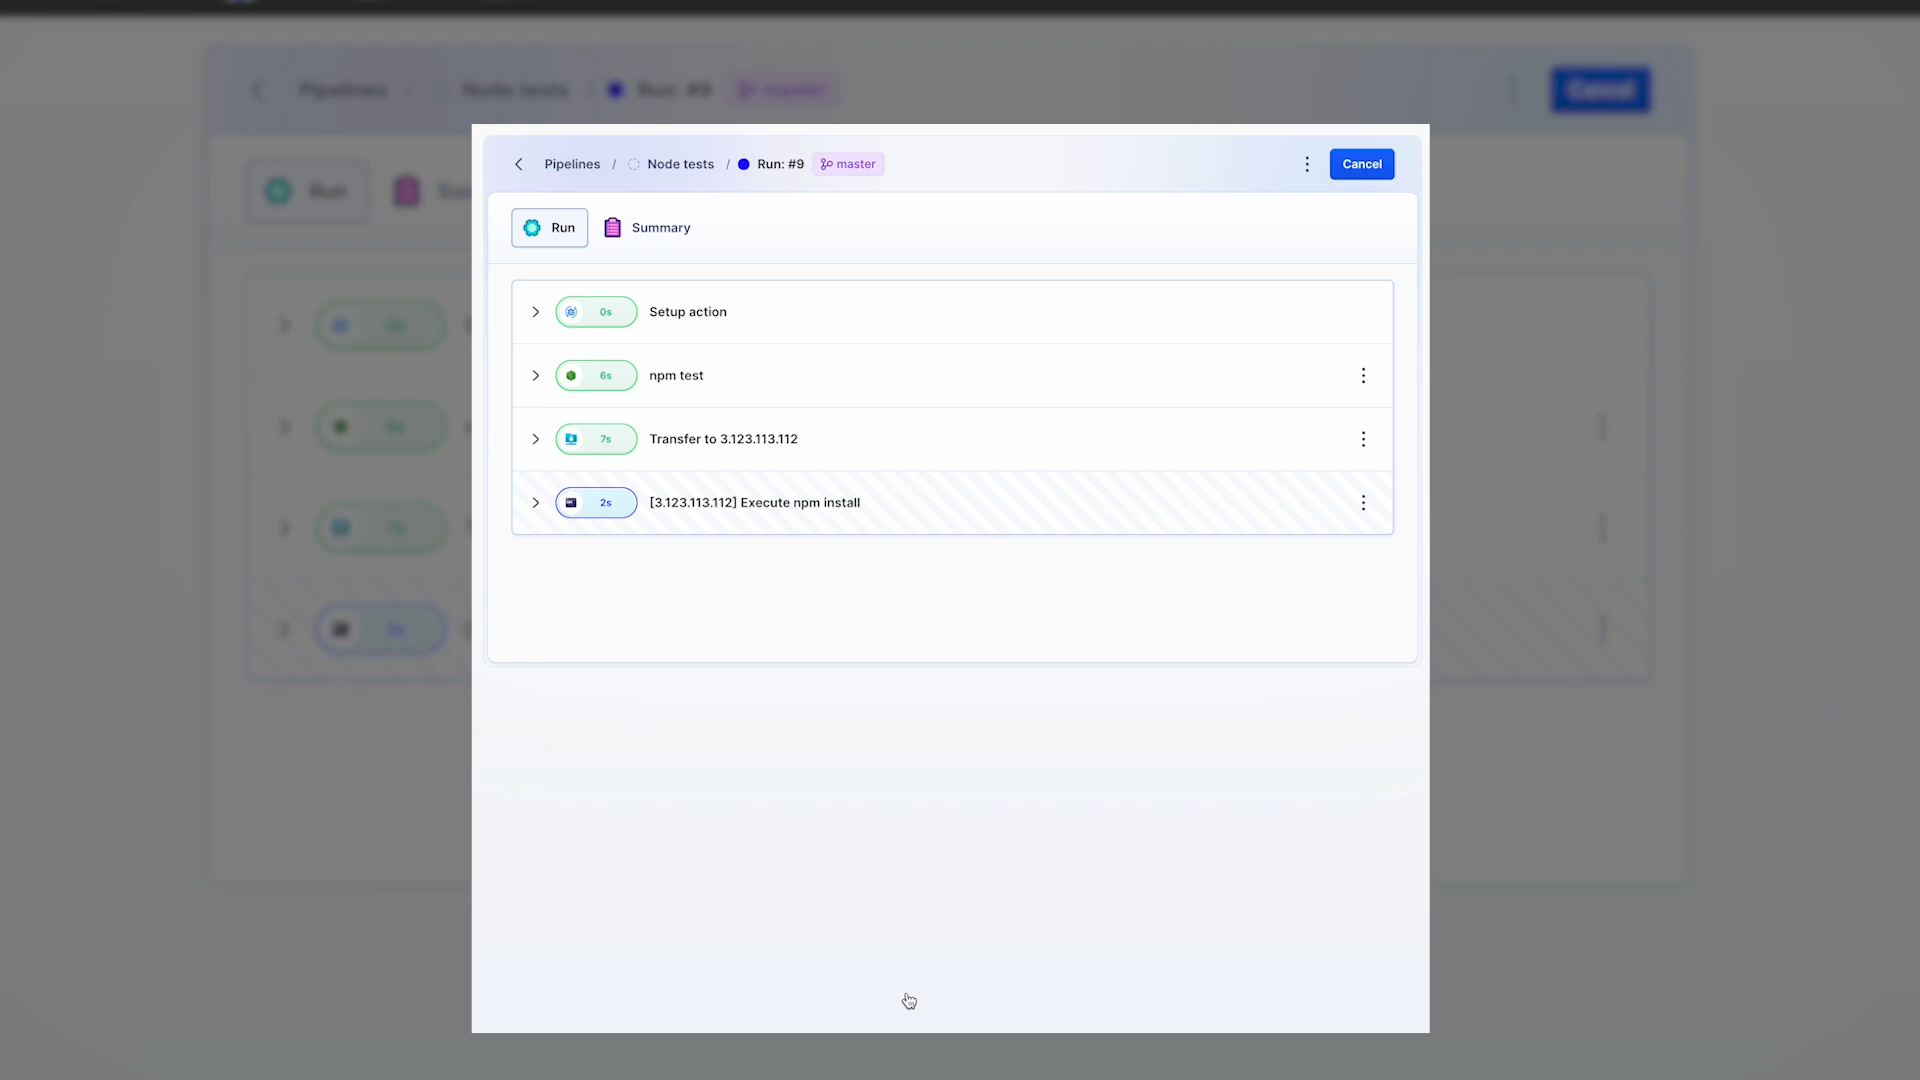 Pipelines / Node tests / Run: #9 master
Cancel
Run
Summary
0s Setup action
6s npm test
7s Transfer to 3.123.113.112
2s [3.123.113.112] Execute npm install